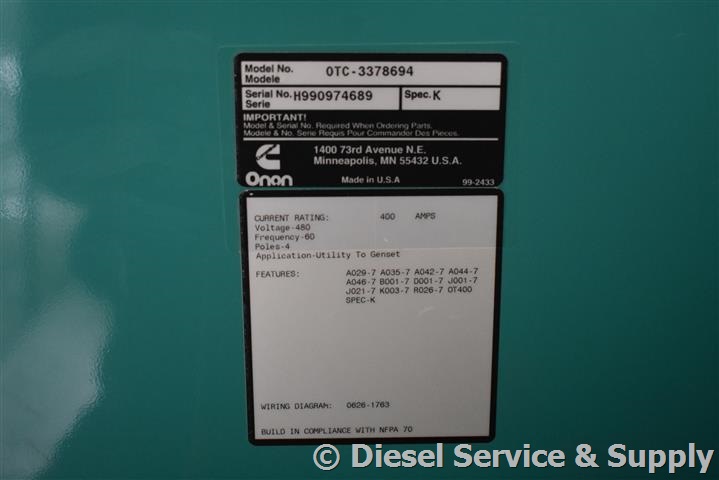 Model No. OTC-3378694
Modele
Serial No. H990974689 Spec. K
Serie
IMPORTANT!
Model & Serial No. Required When Ordering Parts.
Modele & No. Serie Requis Pour Commander Des Pieces.
1400 73rd Avenue N.E.
Minneapolis, MN 55432 U.S.A.
Onan Made in U.S.A 99-2433
CURRENT RATING: 400 AMPS
Voltage-480
Frequency-60
Poles-4
Application-Utility To Genset
FEATURES: A029-7 A035-7 A042-7 A044-7
A046-7 B001-7 D001-7 J001-7
J021-7 K003-7 R026-7 OT400
SPEC-K
WIRING DIAGRAM: 0626-1763
BUILD IN COMPLIANCE WITH NFPA 70
© Diesel Service & Supply